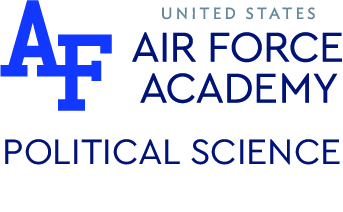 AF
UNITED STATES
AIR FORCE
ACADEMY
POLITICAL SCIENCE